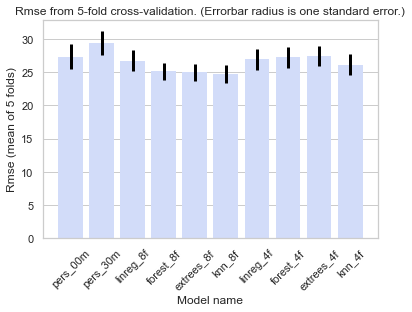 Rmse from 5-fold cross-validation. (Errorbar radius is one standard error.)
30
25
20
15
10
5
0
Rmse (mean of 5 folds)
pers_00m
pers_30m
linreg_8f
forest_8f
extrees_8f
knn_8f
linreg_4f
forest_4f
extrees_4f
knn_4f
Model name